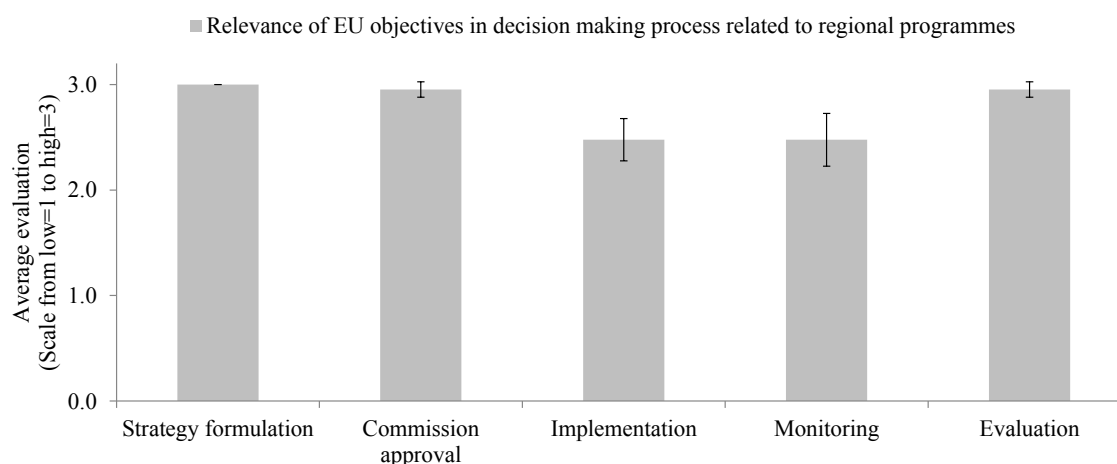 Relevance of EU objectives in decision making process related to regional programmes
Average evaluation
(Scale from low=1 to high=3)
3.0
2.0
1.0
0.0
Strategy formulation
Commission
approval
Implementation
Monitoring
Evaluation